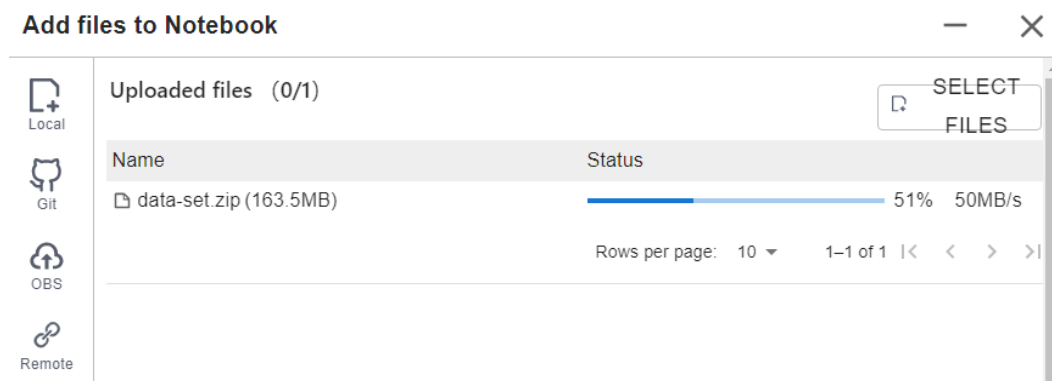 Add files to Notebook
Local
Git
OBS
Remote
Uploaded files (0/1)
SELECT
FILES
Name Status
data-set.zip (163.5MB) 51% 50MB/s
Rows per page: 10 1–1 of 1